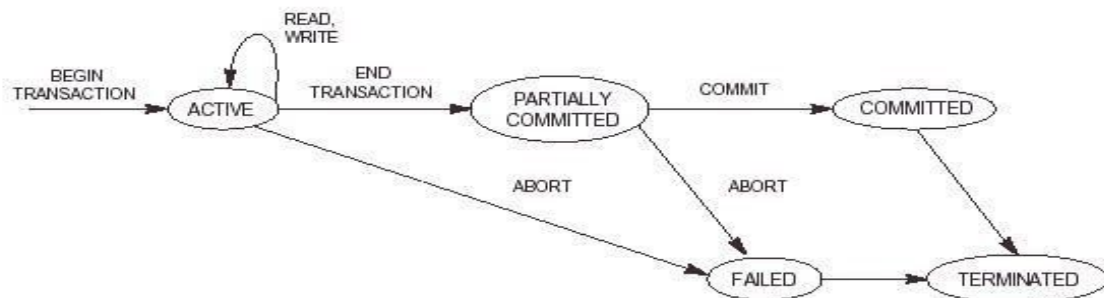 READ,
WRITE
BEGIN
TRANSACTION
ACTIVE
END
TRANSACTION
PARTIALLY
COMMITTED
COMMIT
COMMITTED
ABORT
ABORT
FAILED
TERMINATED